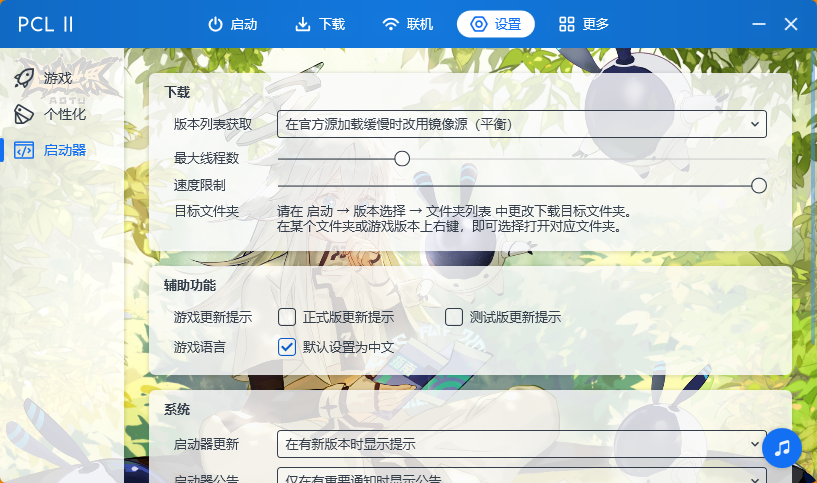 PCL II
启动
下载
联机
设置
更多
游戏
个性化
启动器
下载
版本列表获取
在官方源加载缓慢时改用镜像源（平衡）
最大线程数
速度限制
目标文件夹
请在 启动 → 版本选择 → 文件夹列表 中更改下载目标文件夹。
在某个文件夹或游戏版本上右键，即可选择打开对应文件夹。
辅助功能
游戏更新提示
正式版更新提示
测试版更新提示
游戏语言
默认设置为中文
系统
启动器更新
在有新版本时显示提示
启动器公告
仅在有重要通知时显示公告